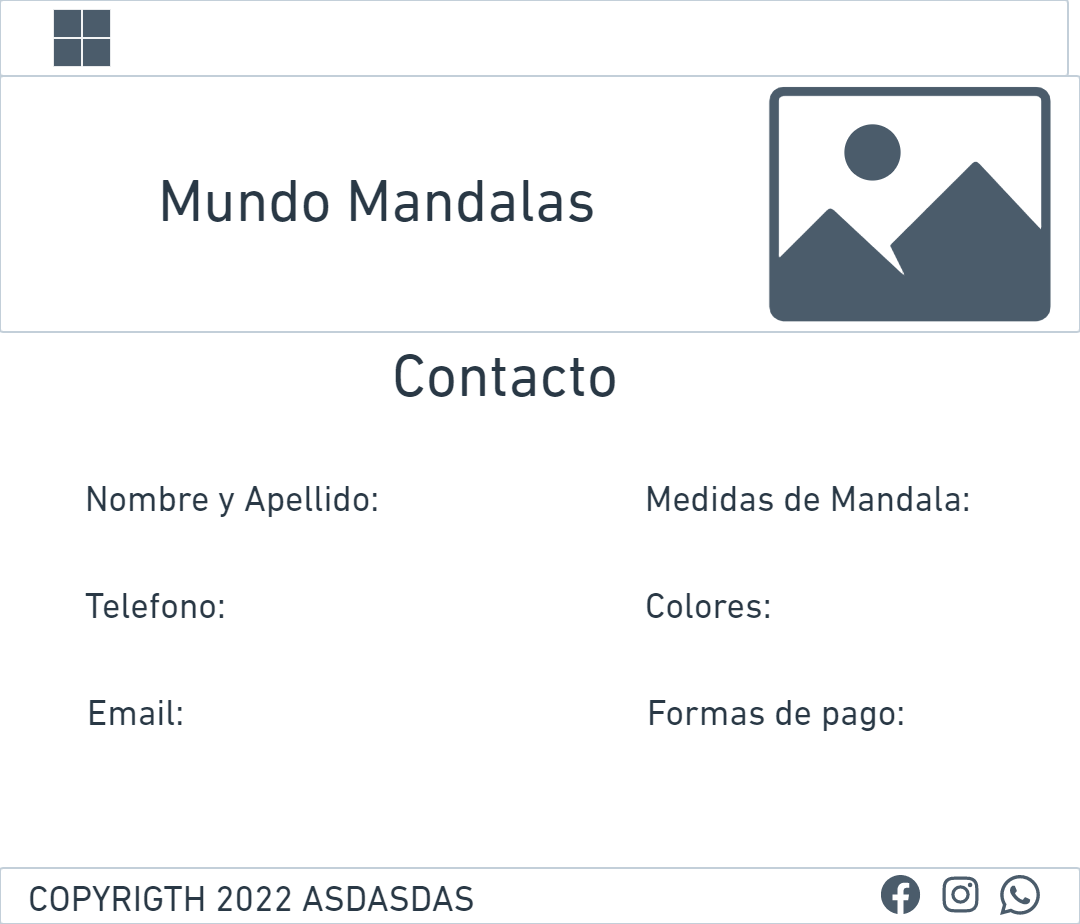 Mundo Mandalas
Contacto
Nombre y Apellido:
Medidas de Mandala:
Telefono:
Colores:
Email:
Formas de pago:
COPYRIGTH 2022 ASDASDAS